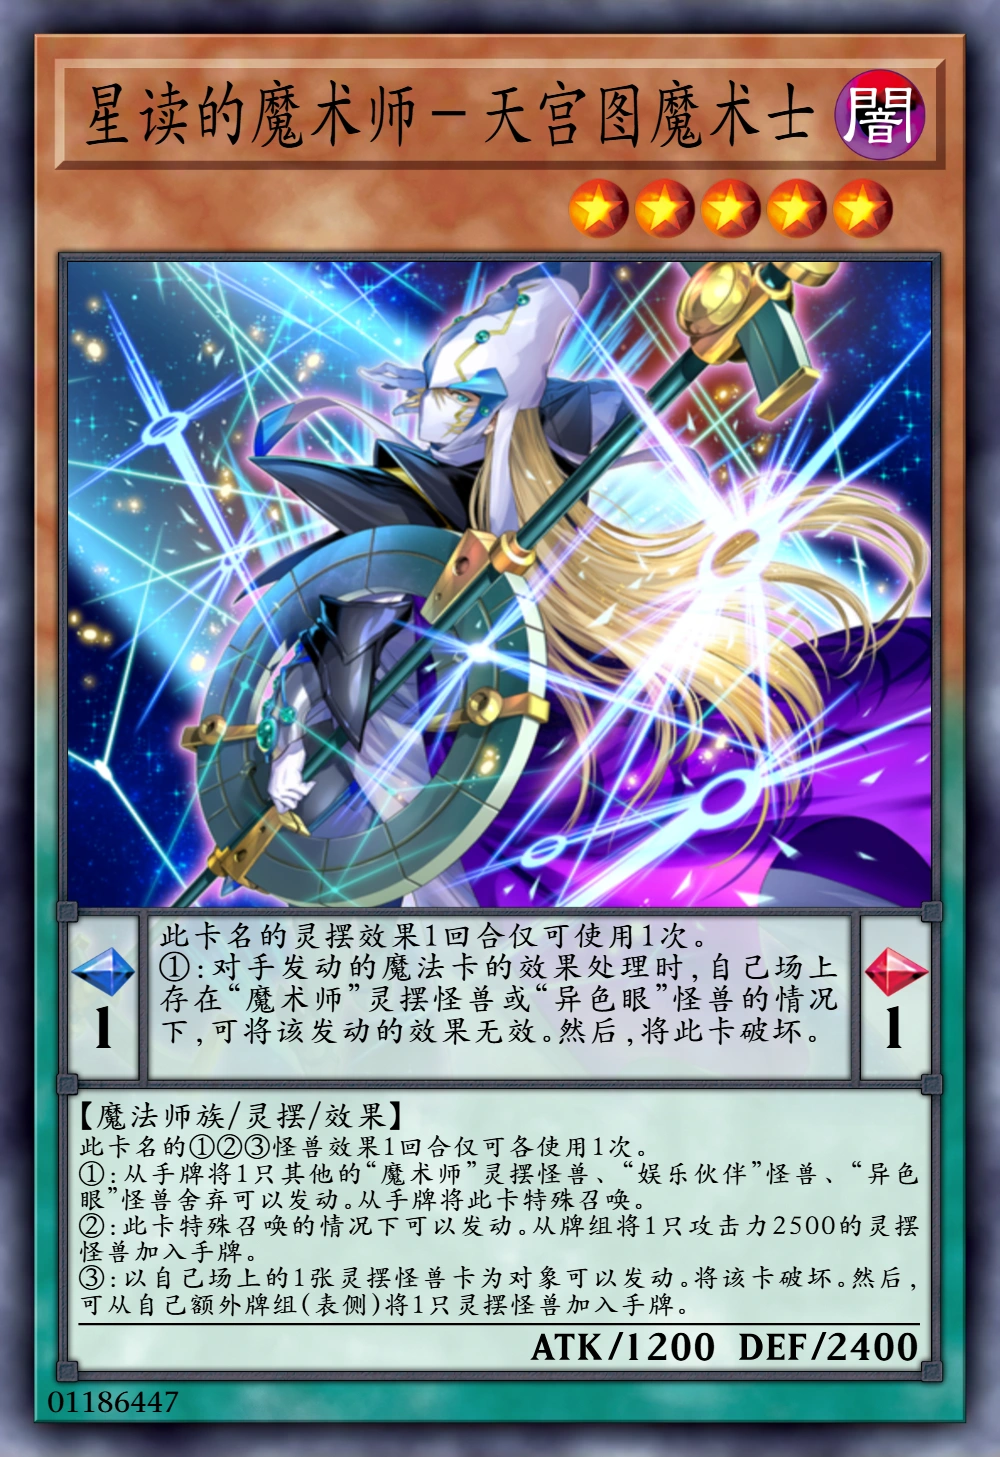 星读的魔术师－天宫图魔术士
闇
此卡名的灵摆效果1回合仅可使用1次。
①:对手发动的魔法卡的效果处理时,自己场上
存在“魔术师”灵摆怪兽或“异色眼”怪兽的情况
下,可将该发动的效果无效。然后,将此卡破坏。
1
1
【魔法师族/灵摆/效果】
此卡名的①②③怪兽效果1回合仅可各使用1次。
①:从手牌将1只其他的“魔术师”灵摆怪兽、“娱乐伙伴”怪兽、“异色
眼”怪兽舍弃可以发动。从手牌将此卡特殊召唤。
②:此卡特殊召唤的情况下可以发动。从牌组将1只攻击力2500的灵摆
怪兽加入手牌。
③:以自己场上的1张灵摆怪兽卡为对象可以发动。将该卡破坏。然后,
可从自己额外牌组(表侧)将1只灵摆怪兽加入手牌。
ATK/1200 DEF/2400
01186447